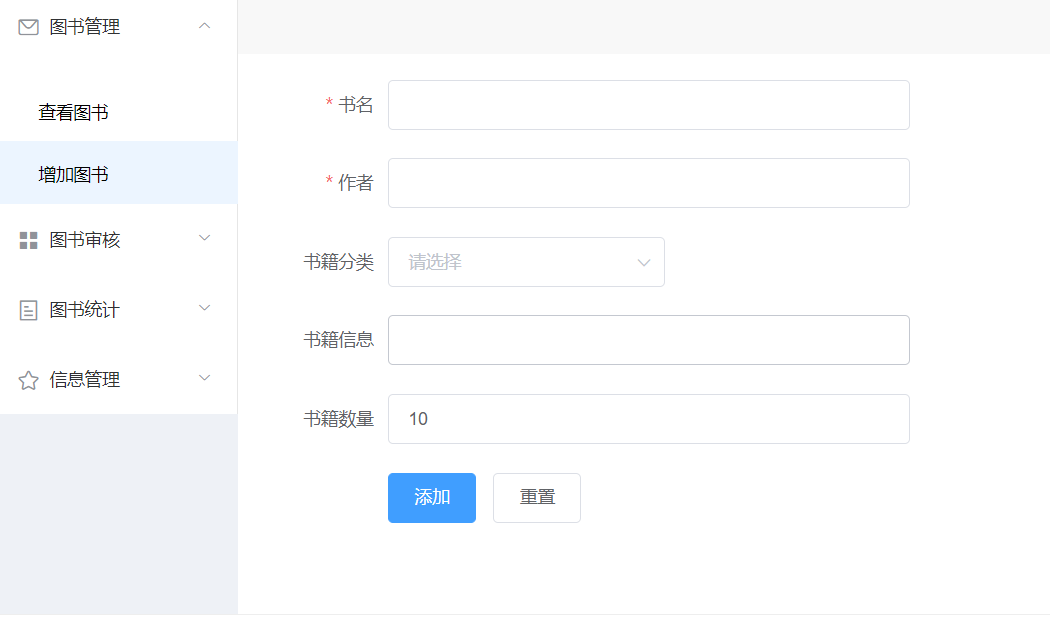 图书管理
查看图书
增加图书
图书审核
图书统计
信息管理
* 书名
* 作者
书籍分类 请选择
书籍信息
书籍数量 10
添加 重置